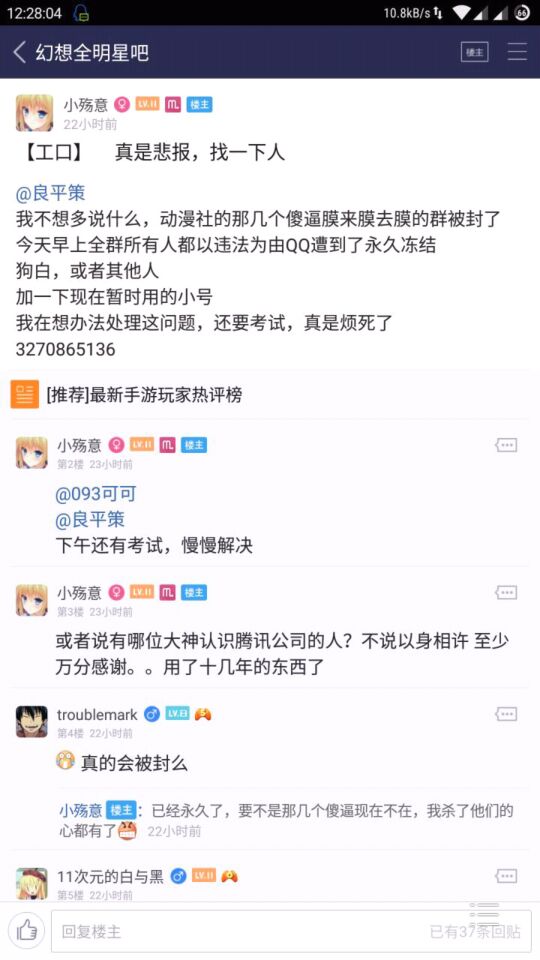 12:28:04
10.8kB/s
66
幻想全明星吧
楼主
小殇意 LV.11 楼主
22小时前
【工口】 真是悲报，找一下人
@良平策
我不想多说什么，动漫社的那几个傻逼膜来膜去膜的群被封了
今天早上全群所有人都以违法为由QQ遭到了永久冻结
狗白，或者其他人
加一下现在暂时用的小号
我在想办法处理这问题，还要考试，真是烦死了
3270865136
[推荐]最新手游玩家热评榜
小殇意 LV.11 楼主
第2楼 23小时前
@093可可
@良平策
下午还有考试，慢慢解决
小殇意 LV.11 楼主
第3楼 23小时前
或者说有哪位大神认识腾讯公司的人？不说以身相许 至少
万分感谢。。用了十几年的东西了
troublemark LV.8
第4楼 22小时前
真的会被封么
小殇意 楼主：已经永久了，要不是那几个傻逼现在不在，我杀了他们的
心都有了 22小时前
11次元的白与黑 LV.11
第5楼 22小时前
回复楼主
已有37条回贴